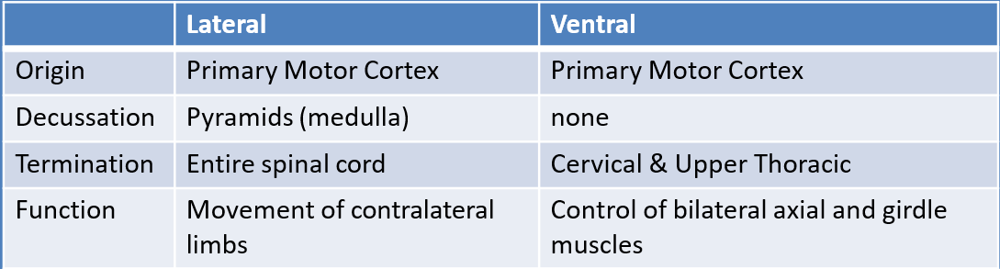 Lateral Ventral
Origin Primary Motor Cortex Primary Motor Cortex
Decussation Pyramids (medulla) none
Termination Entire spinal cord Cervical & Upper Thoracic
Function Movement of contralateral Control of bilateral axial and girdle
limbs muscles